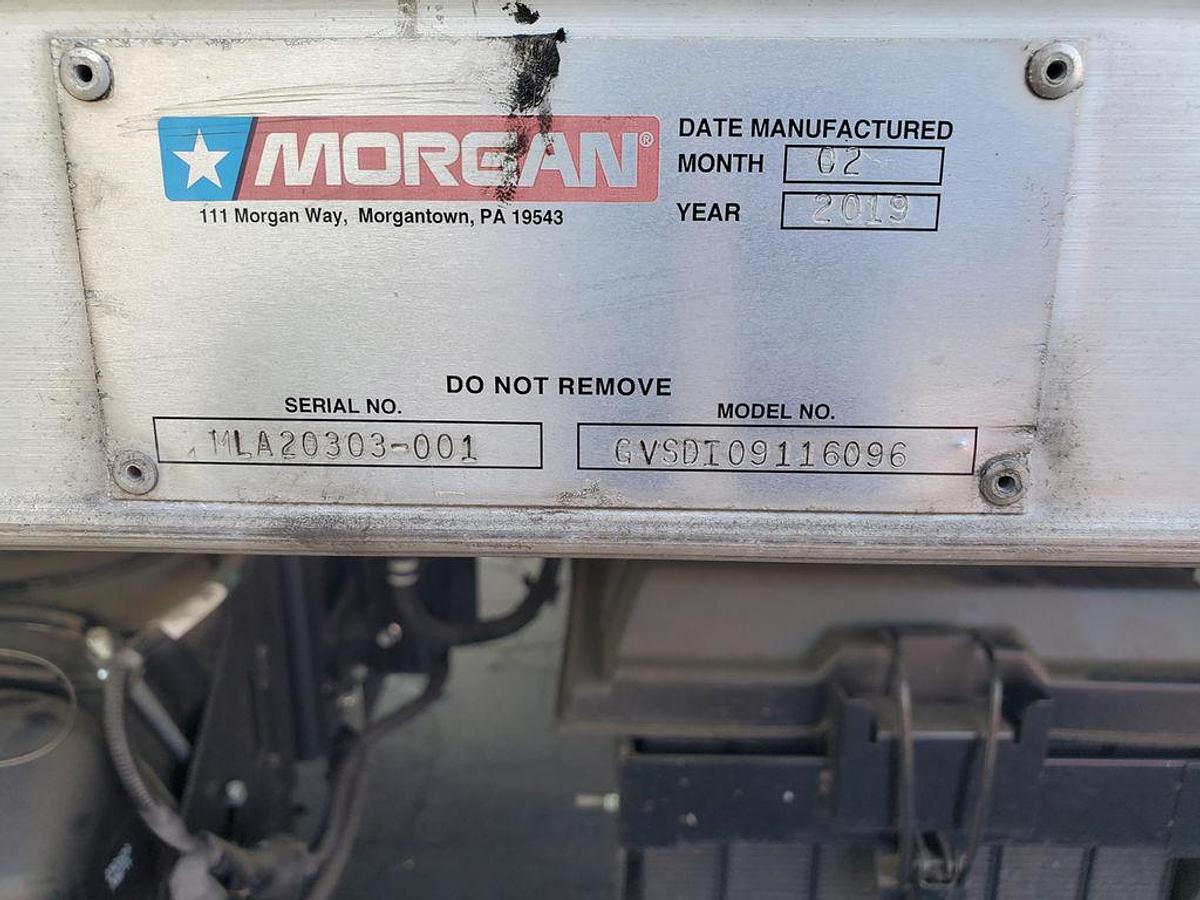 MORGAN®
111 Morgan Way, Morgantown, PA 19543
DATE MANUFACTURED
MONTH 02
YEAR 2019
DO NOT REMOVE
SERIAL NO.
MLA20303-001
MODEL NO.
GVSDI09116096